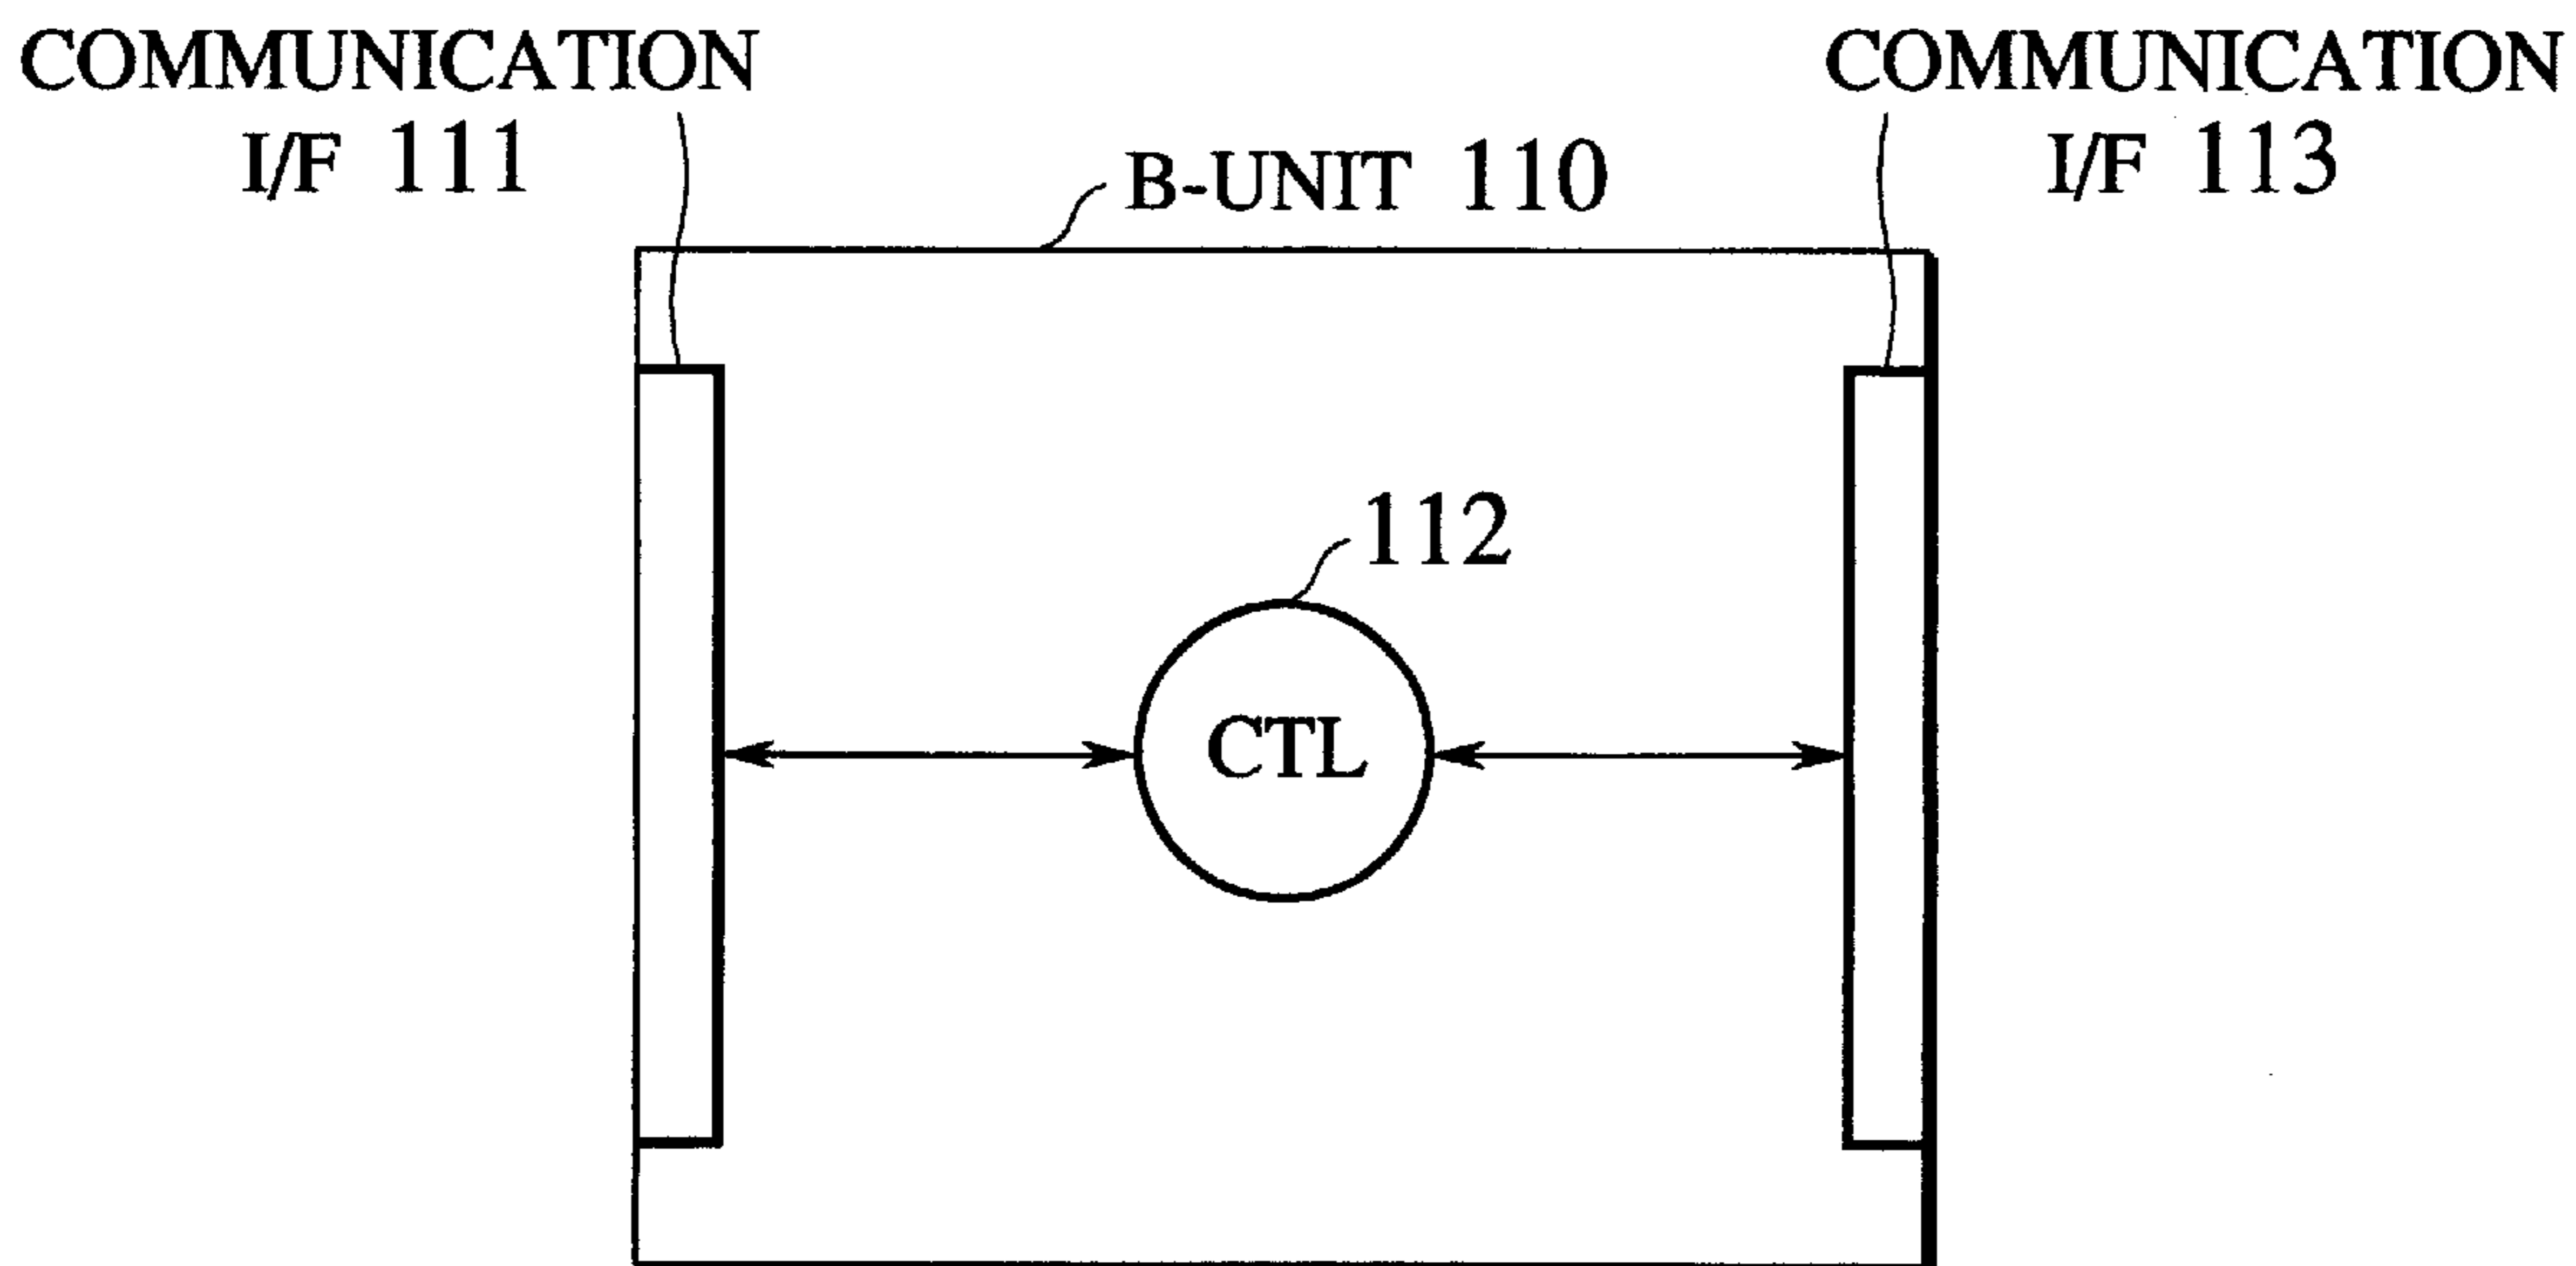 COMMUNICATION
I/F 111
B-UNIT 110
COMMUNICATION
I/F 113
112
CTL